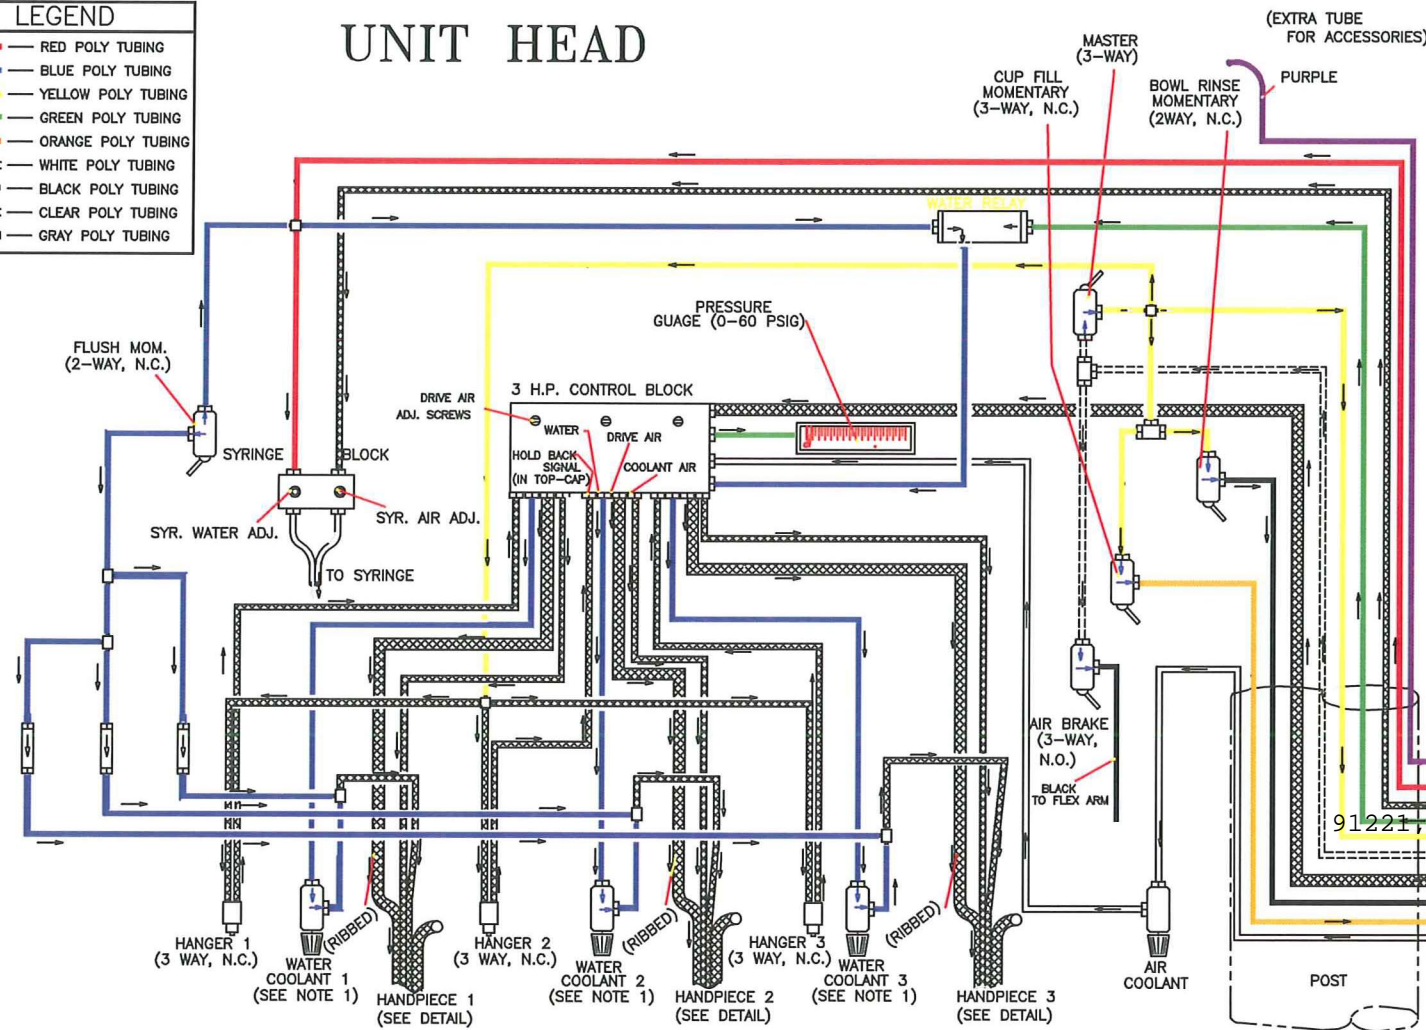 LEGEND
RED POLY TUBING
BLUE POLY TUBING
YELLOW POLY TUBING
GREEN POLY TUBING
ORANGE POLY TUBING
WHITE POLY TUBING
BLACK POLY TUBING
CLEAR POLY TUBING
GRAY POLY TUBING
UNIT HEAD
(EXTRA TUBE
FOR ACCESSORIES)
PURPLE
MASTER
(3-WAY)
CUP FILL
MOMENTARY
(3-WAY, N.C.)
BOWL RINSE
MOMENTARY
(2WAY, N.C.)
WATER RELAY
PRESSURE
GUAGE (0-60 PSIG)
FLUSH MOM.
(2-WAY, N.C.)
3 H.P. CONTROL BLOCK
DRIVE AIR
ADJ. SCREWS
WATER
DRIVE AIR
HOLD BACK
SIGNAL
(IN TOP-CAP)
COOLANT AIR
SYRINGE BLOCK
SYR. WATER ADJ.
SYR. AIR ADJ.
TO SYRINGE
AIR BRAKE
(3-WAY,
N.O.)
BLACK
TO FLEX ARM
91221
HANGER 1
(3 WAY, N.C.)
WATER
COOLANT 1
(SEE NOTE 1)
(RIBBED)
HANDPIECE 1
(SEE DETAIL)
HANGER 2
(3 WAY, N.C.)
WATER
COOLANT 2
(SEE NOTE 1)
(RIBBED)
HANDPIECE 2
(SEE DETAIL)
HANGER 3
(3 WAY, N.C.)
WATER
COOLANT 3
(SEE NOTE 1)
(RIBBED)
HANDPIECE 3
(SEE DETAIL)
AIR
COOLANT
POST